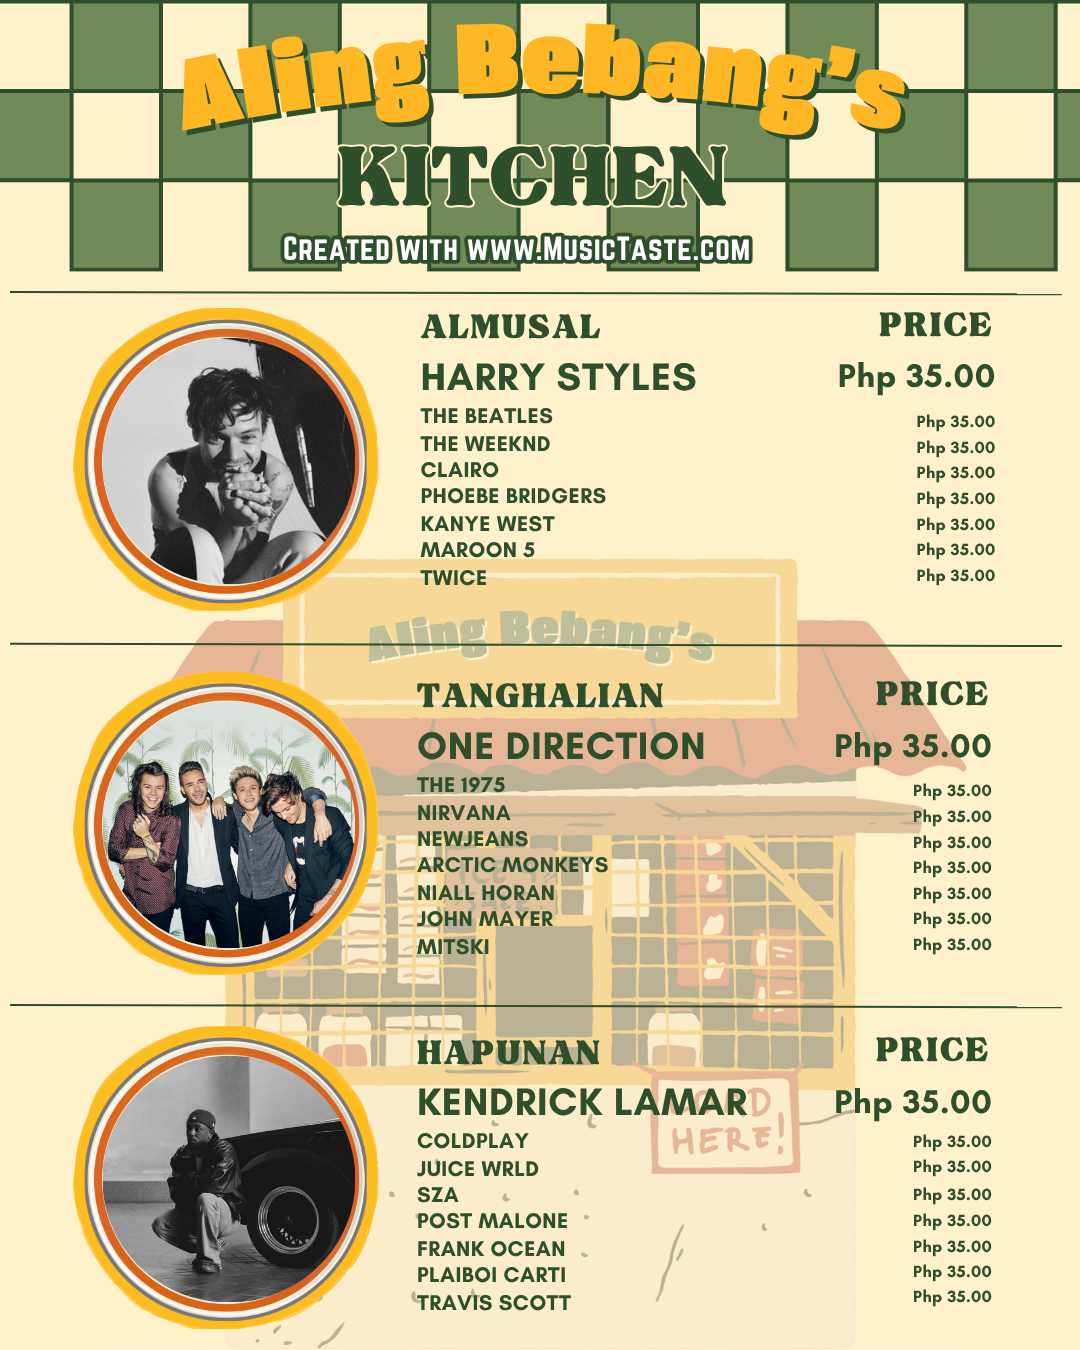 Aling Bebang's
KITCHEN
CREATED WITH WWW.MUSICTASTE.COM
ALMUSAL PRICE
HARRY STYLES Php 35.00
THE BEATLES Php 35.00
THE WEEKND Php 35.00
CLAIRO Php 35.00
PHOEBE BRIDGERS Php 35.00
KANYE WEST Php 35.00
MAROON 5 Php 35.00
TWICE Php 35.00
Aling Bebang's
TANGHALIAN PRICE
ONE DIRECTION Php 35.00
THE 1975 Php 35.00
NIRVANA Php 35.00
NEWJEANS Php 35.00
ARCTIC MONKEYS Php 35.00
NIALL HORAN Php 35.00
JOHN MAYER Php 35.00
MITSKI Php 35.00
HAPUNAN PRICE
KENDRICK LAMAR Php 35.00
HERE!
COLDPLAY Php 35.00
JUICE WRLD Php 35.00
SZA Php 35.00
POST MALONE Php 35.00
FRANK OCEAN Php 35.00
PLAIBOI CARTI Php 35.00
TRAVIS SCOTT Php 35.00